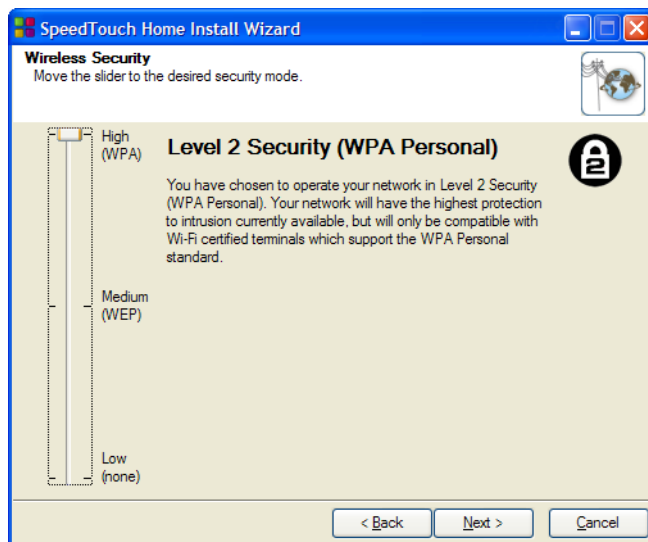 SpeedTouch Home Install Wizard
Wireless Security
Move the slider to the desired security mode.
High
(WPA)
Level 2 Security (WPA Personal)
2
You have chosen to operate your network in Level 2 Security
(WPA Personal). Your network will have the highest protection
to intrusion currently available, but will only be compatible with
Wi-Fi certified terminals which support the WPA Personal
standard.
Medium
(WEP)
Low
(none)
< Back
Next >
Cancel